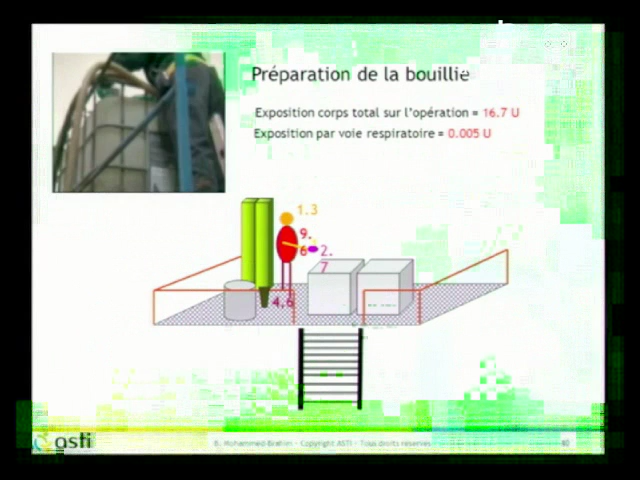 Préparation de la bouillie
Exposition corps total sur l'opération = 16.7 U
Exposition par voie respiratoire = 0.005 U
1.3
9.
6
2.
7
4.6
asti
B. Mohammed-Brahim - Copyright ASTI - Tous droits réservés